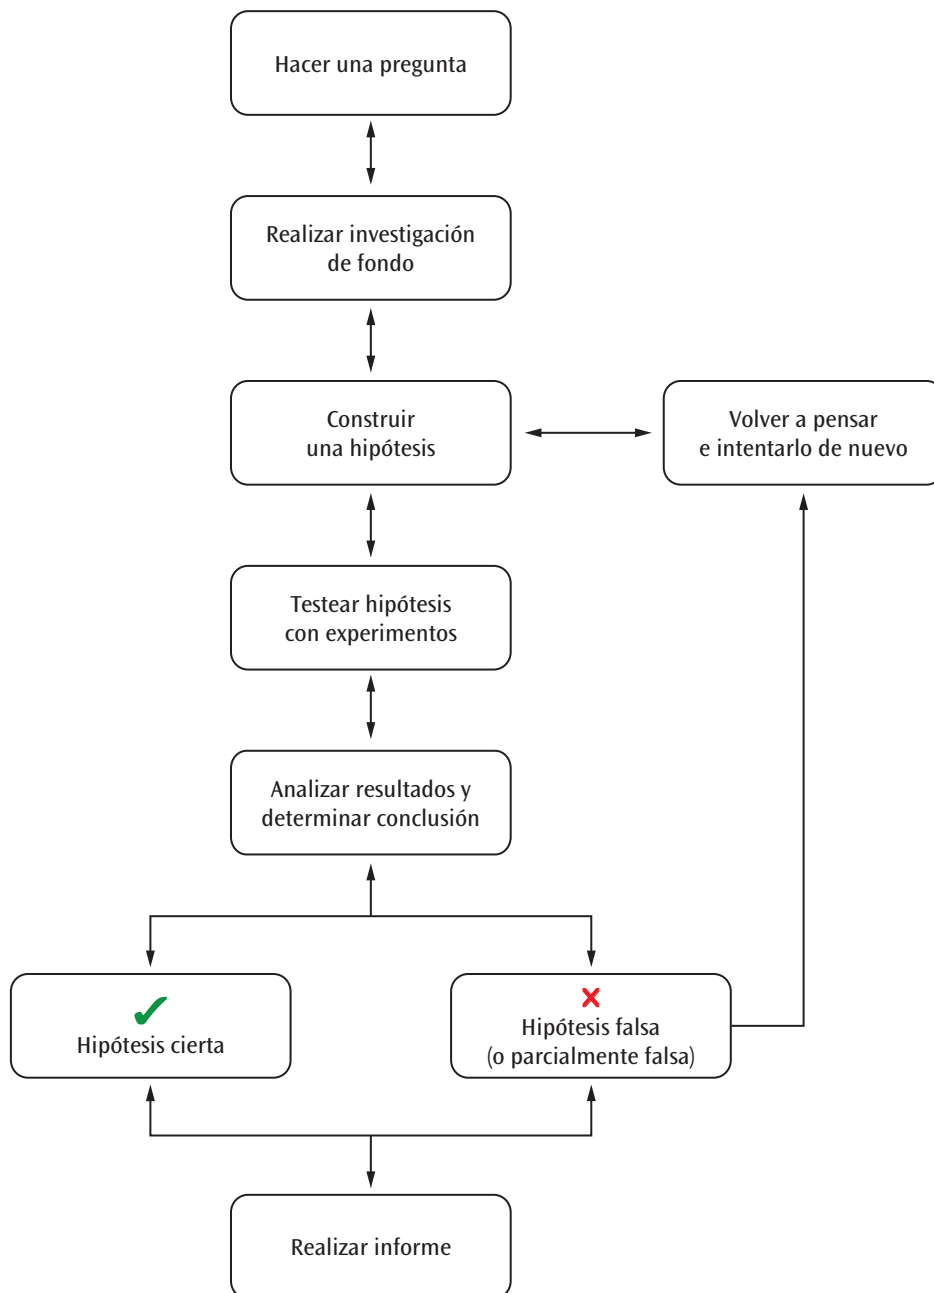 Hacer una pregunta
Realizar investigación
de fondo
Construir
una hipótesis
Volver a pensar
e intentarlo de nuevo
Testear hipótesis
con experimentos
Analizar resultados y
determinar conclusión
Hipótesis cierta
Hipótesis falsa
(o parcialmente falsa)
Realizar informe